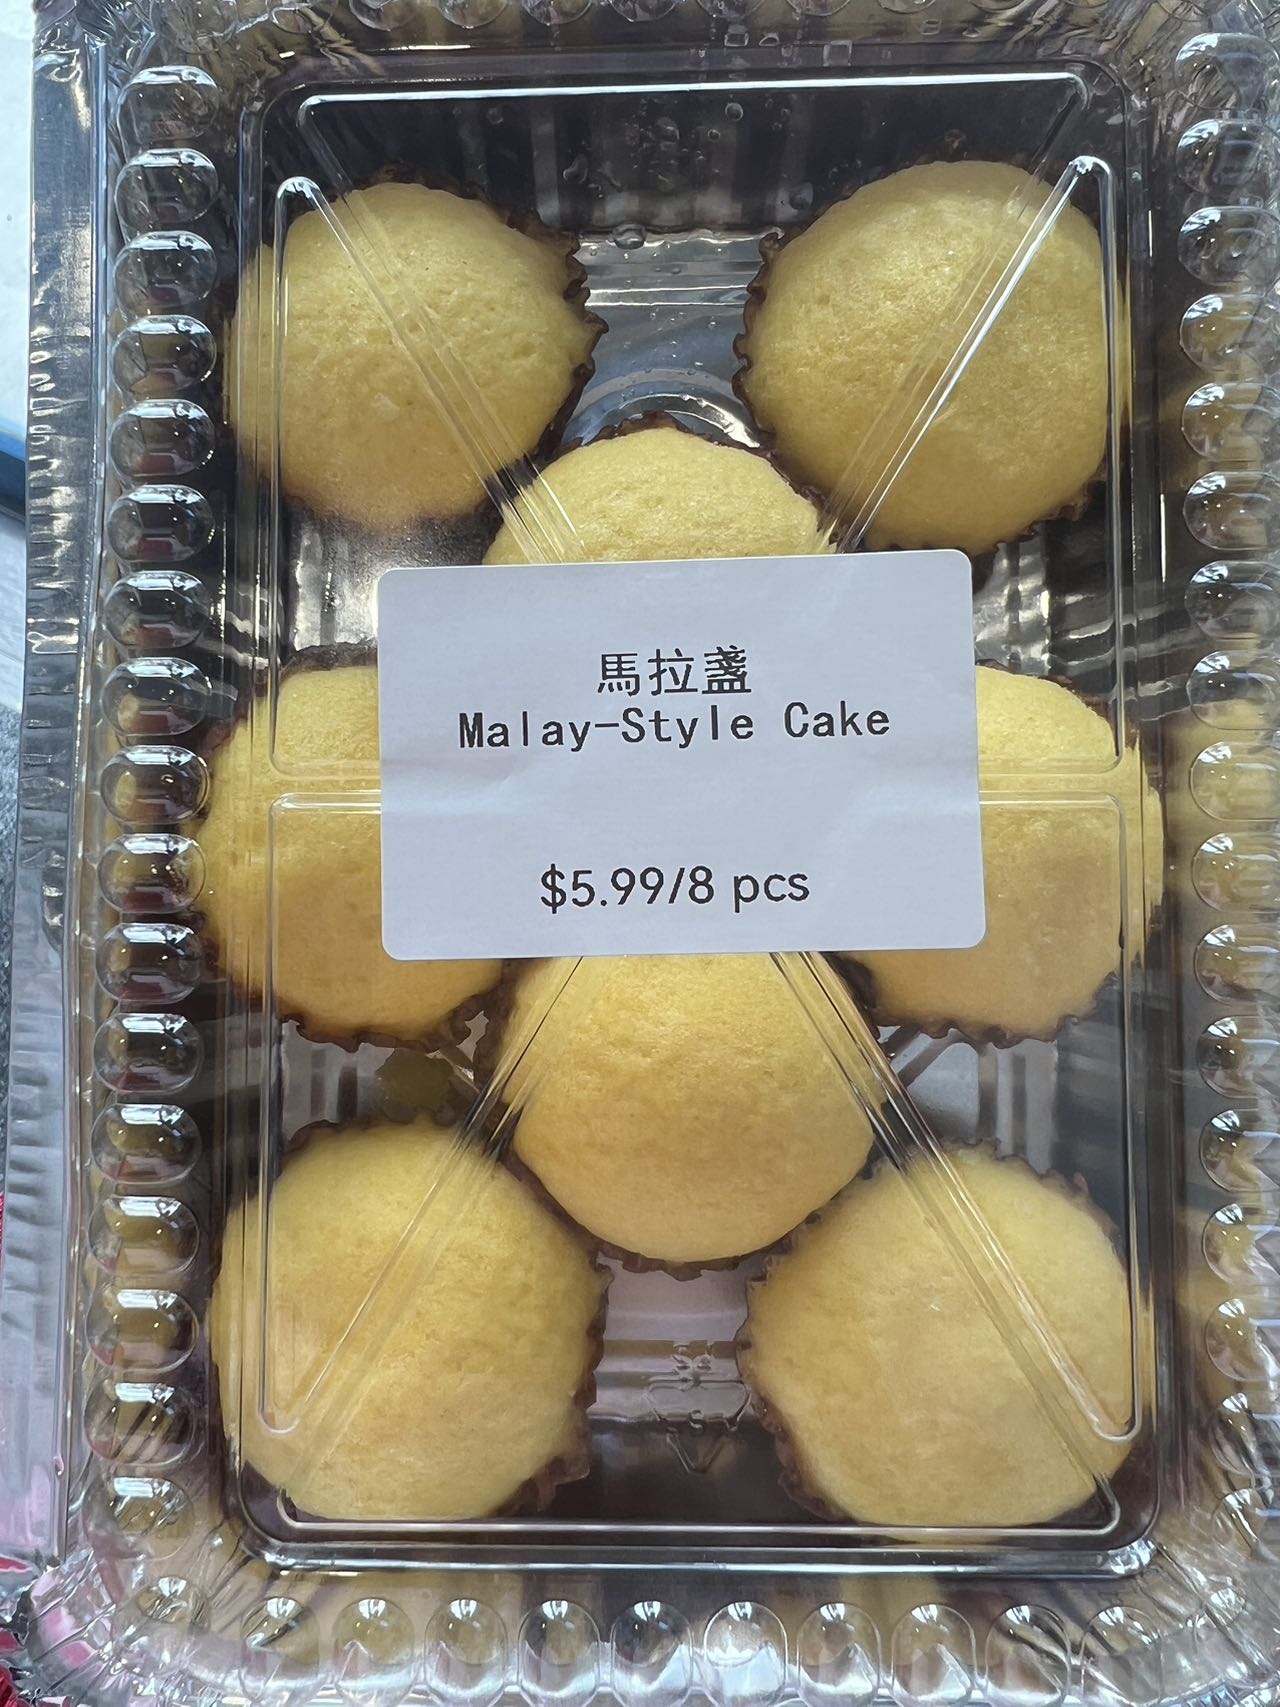 馬拉盞
Malay-Style Cake
$5.99/8 pcs